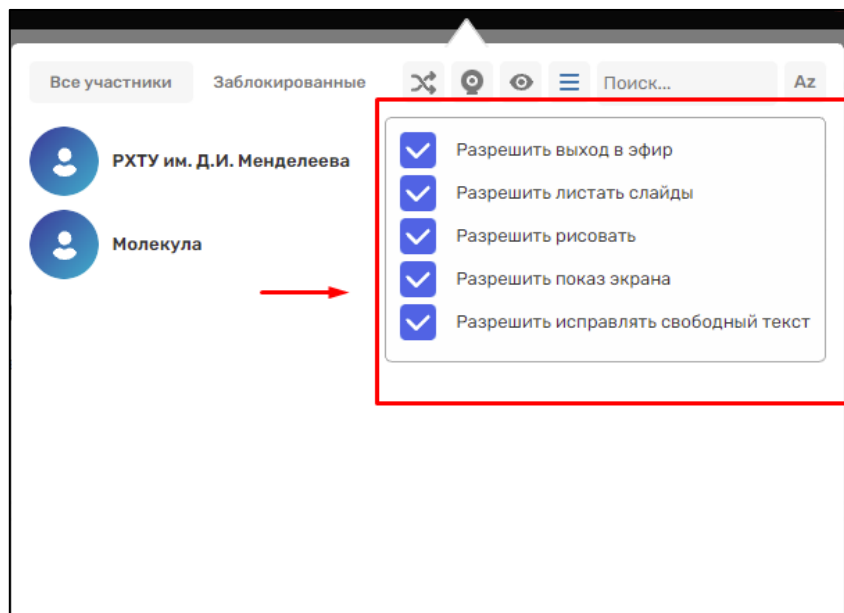 Все участники Заблокированные Поиск... Az
РХТУ им. Д.И. Менделеева
Молекула
Разрешить выход в эфир
Разрешить листать слайды
Разрешить рисовать
Разрешить показ экрана
Разрешить исправлять свободный текст